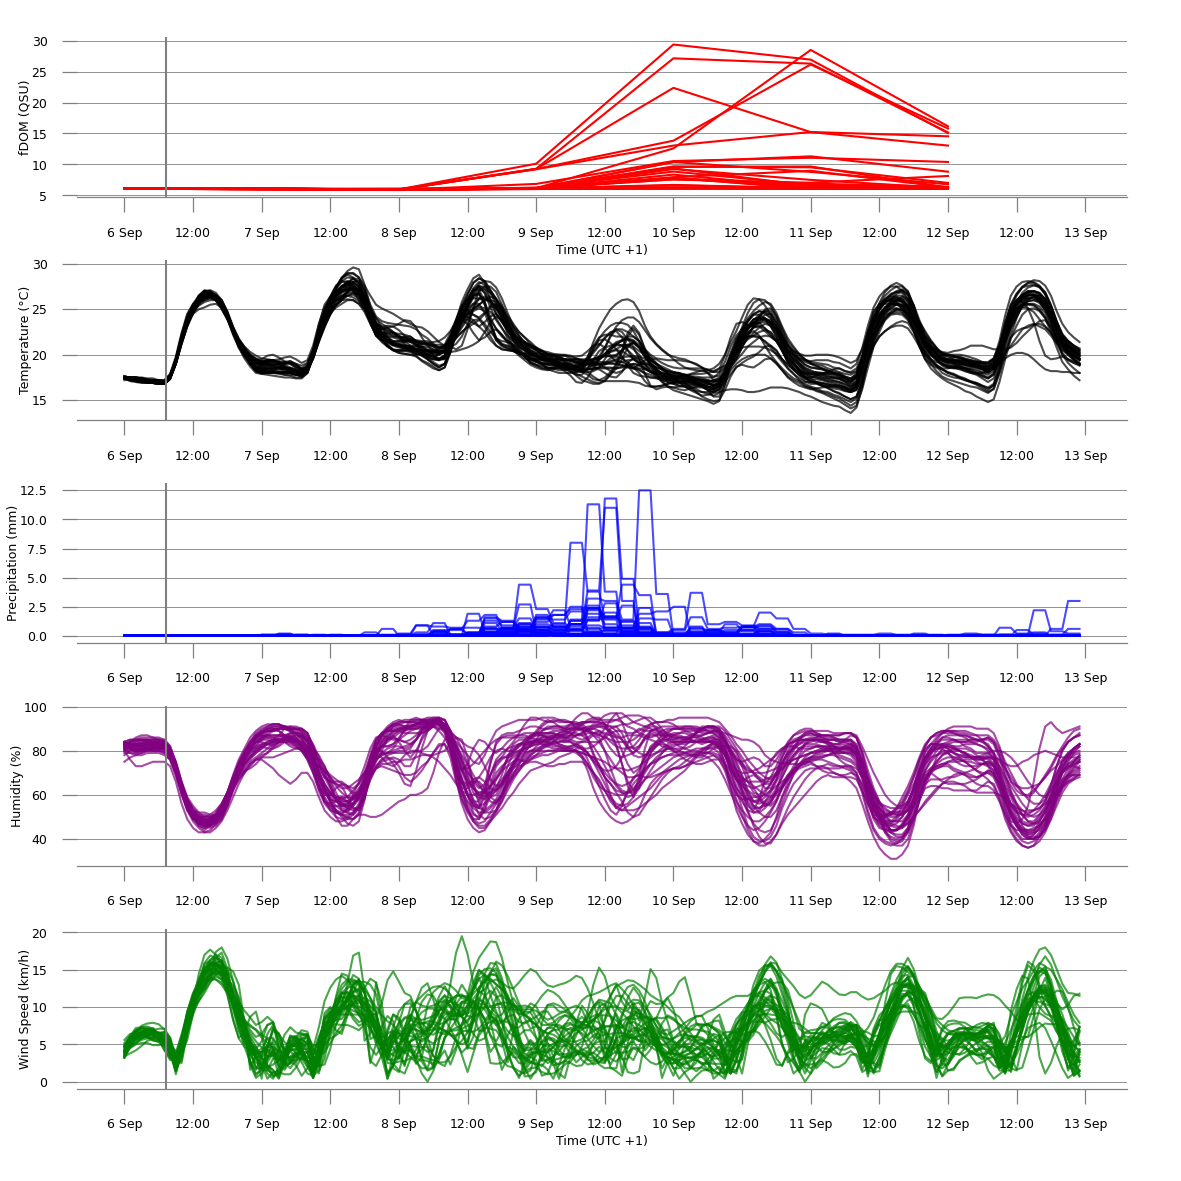 fDOM (QSU)
30
25
20
15
10
5
6 Sep 12:00 7 Sep 12:00 8 Sep 12:00 9 Sep 12:00 10 Sep 12:00 11 Sep 12:00 12 Sep 12:00 13 Sep
Time (UTC +1)
Temperature (°C)
30
25
20
15
6 Sep 12:00 7 Sep 12:00 8 Sep 12:00 9 Sep 12:00 10 Sep 12:00 11 Sep 12:00 12 Sep 12:00 13 Sep
Precipitation (mm)
12.5
10.0
7.5
5.0
2.5
0.0
6 Sep 12:00 7 Sep 12:00 8 Sep 12:00 9 Sep 12:00 10 Sep 12:00 11 Sep 12:00 12 Sep 12:00 13 Sep
Humidity (%)
100
80
60
40
6 Sep 12:00 7 Sep 12:00 8 Sep 12:00 9 Sep 12:00 10 Sep 12:00 11 Sep 12:00 12 Sep 12:00 13 Sep
Wind Speed (km/h)
20
15
10
5
0
6 Sep 12:00 7 Sep 12:00 8 Sep 12:00 9 Sep 12:00 10 Sep 12:00 11 Sep 12:00 12 Sep 12:00 13 Sep
Time (UTC +1)